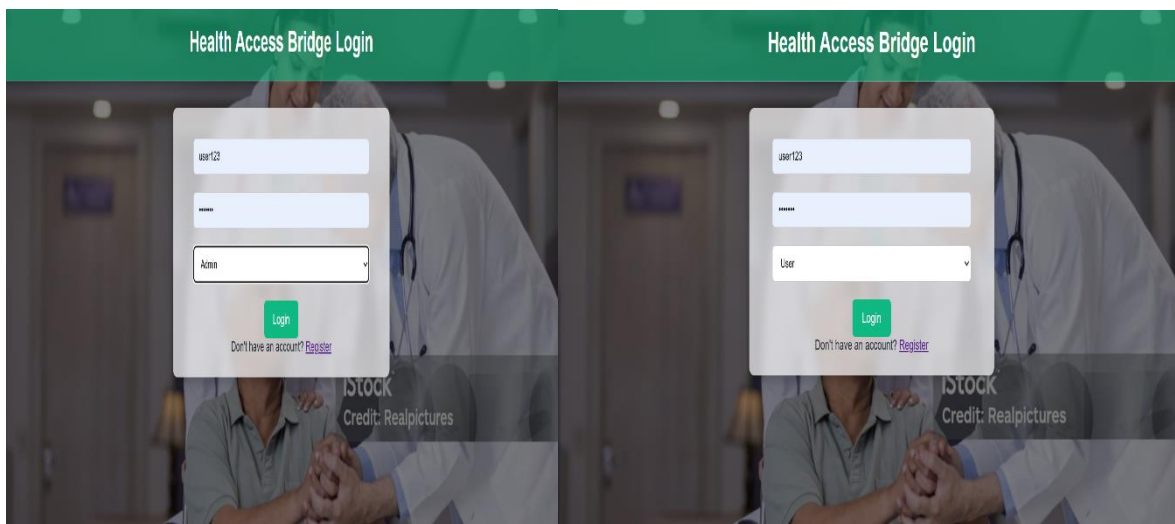 Health Access Bridge Login
user123
•••••••
Admin
Login
Don't have an account? Register
iStock
Credit: Realpictures
Health Access Bridge Login
user123
•••••••
User
Login
Don't have an account? Register
iStock
Credit: Realpictures